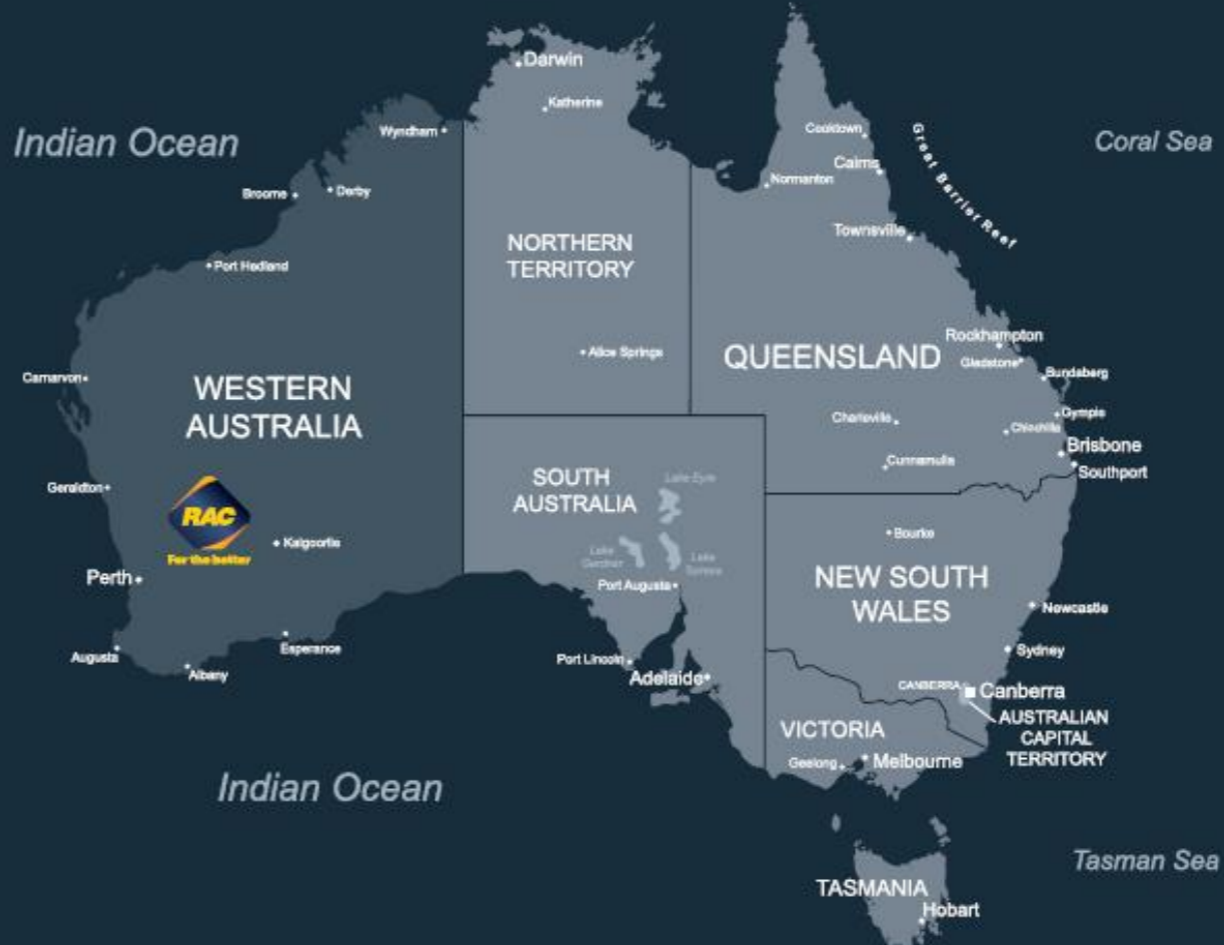 Darwin
Katherine
Wyndham
Indian Ocean
Cooktown
Great Barrier Reef
Coral Sea
Cairns
Normanton
Broome
Derby
Townsville
NORTHERN
TERRITORY
Port Hedland
Rockhampton
Alice Springs
QUEENSLAND
Gladstone
Bundaberg
Carnarvon
WESTERN
AUSTRALIA
Charleville
Gympie
Chinchilla
Brisbone
Cunnamulla
Southport
SOUTH
AUSTRALIA
Lake Eyre
Geraldton
RAC
For the better
Bourke
Kalgoorlie
Lake
Gairdner
Lake
Torrens
Perth
Port Augusta
NEW SOUTH
WALES
Newcastle
Augusta
Albany
Esperance
Port Lincoln
Adelaide
Sydney
CANBERRA
Canberra
AUSTRALIAN
CAPITAL
TERRITORY
VICTORIA
Geelong
Melbourne
Indian Ocean
Tasman Sea
TASMANIA
Hobart